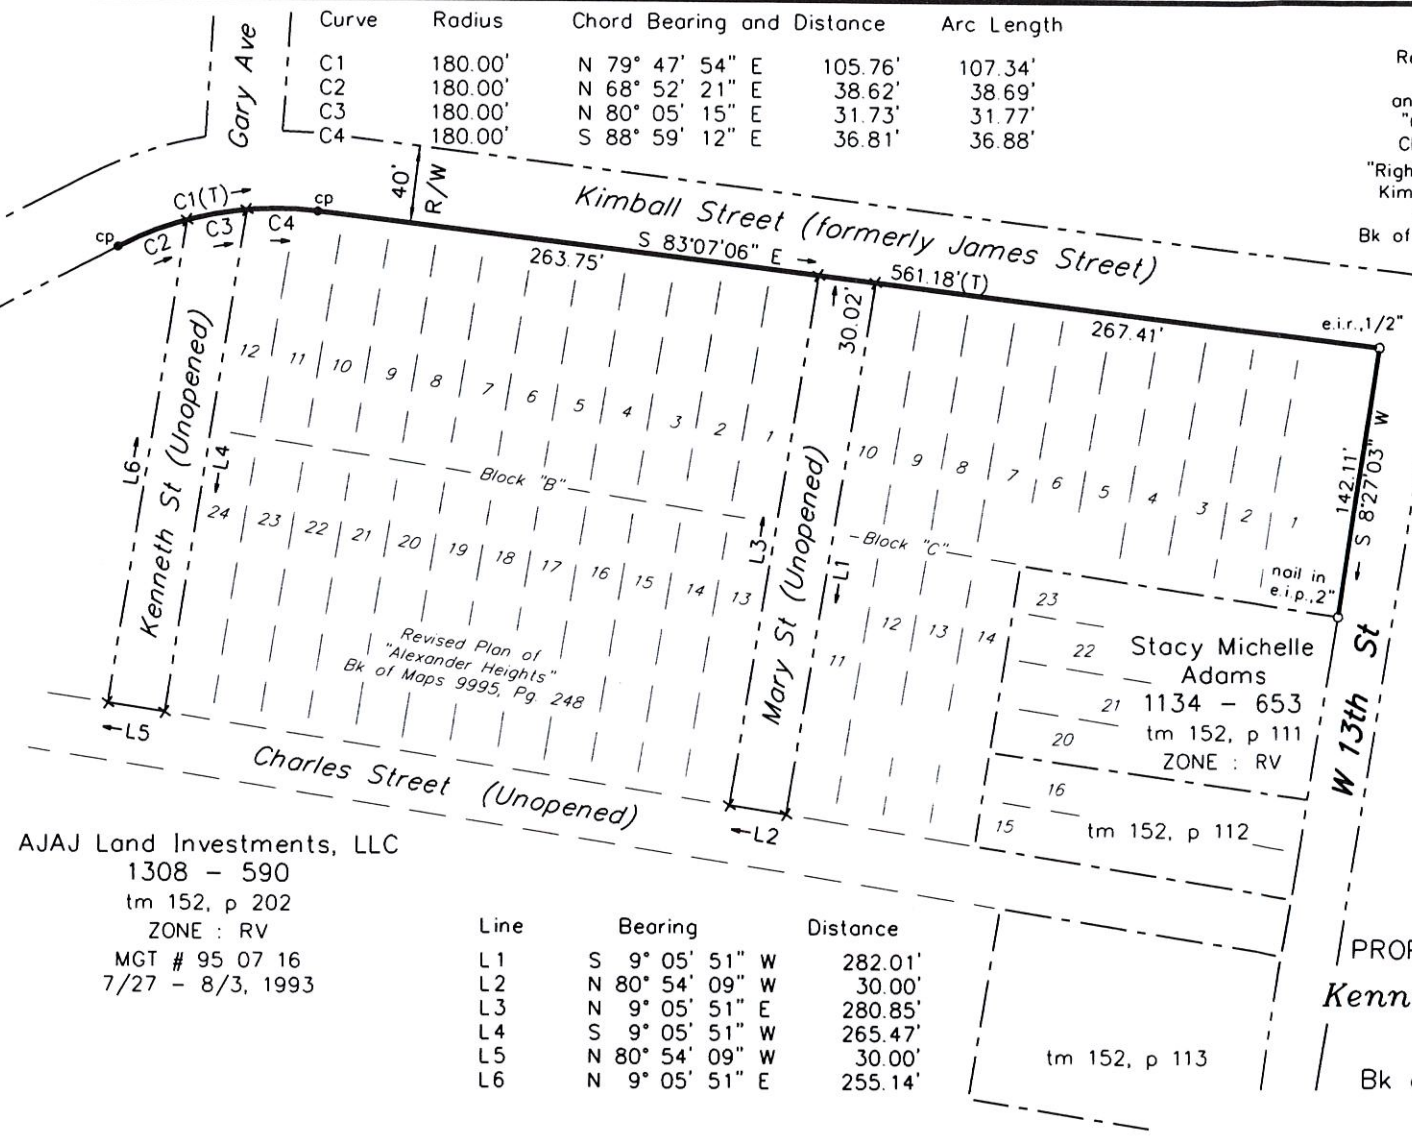 Curve Radius Chord Bearing and Distance Arc Length
C1 180.00' N 79° 47' 54" E 105.76' 107.34'
C2 180.00' N 68° 52' 21" E 38.62' 38.69'
C3 180.00' N 80° 05' 15" E 31.73' 31.77'
C4 180.00' S 88° 59' 12" E 36.81' 36.88'
Gary Ave
"Righ
Kim
Bk of
40'
R/W
Kimball Street (formerly James Street)
S 83°07'06" E
263.75'
561.18'(T)
267.41'
30.02'
e.i.r.,1/2"
cp
C1(T)
C2
C3
C4
cp
12 11 10 9 8 7 6 5 4 3 2 1
Block "B"
24 23 22 21 20 19 18 17 16 15 14 13
Revised Plan of
"Alexander Heights"
Bk of Maps 9995, Pg. 248
L6
Kenneth St (Unopened)
L4
L5
L3
Mary St (Unopened)
L1
L2
10 9 8 7 6 5 4 3 2 1
Block "C"
11 12 13 14
142.11'
S 8°27'03" W
nail in
e.i.p.,2"
23
22
21
20
16
15
Stacy Michelle
Adams
1134 - 653
tm 152, p 111
ZONE : RV
tm 152, p 112
W 13th St
Charles Street (Unopened)
AJAJ Land Investments, LLC
1308 - 590
tm 152, p 202
ZONE : RV
MGT # 95 07 16
7/27 - 8/3, 1993
Line Bearing Distance
L1 S 9° 05' 51" W 282.01'
L2 N 80° 54' 09" W 30.00'
L3 N 9° 05' 51" E 280.85'
L4 S 9° 05' 51" W 265.47'
L5 N 80° 54' 09" W 30.00'
L6 N 9° 05' 51" E 255.14'
tm 152, p 113
PROP
Kenn
Bk